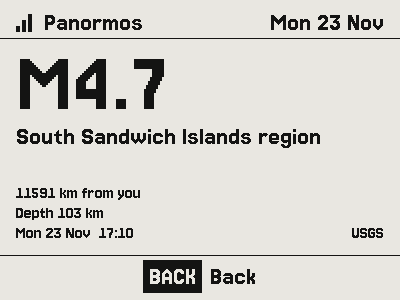 Panormos Mon 23 Nov
M4.7
South Sandwich Islands region
11591 km from you
Depth 103 km
Mon 23 Nov 17:10 USGS
BACK Back